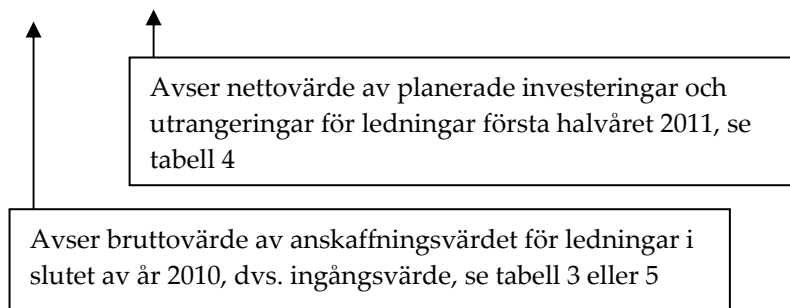 Avser nettovärde av planerade investeringar och
utrangeringar för ledningar första halvåret 2011, se
tabell 4
Avser bruttovärde av anskaffningsvärdet för ledningar i
slutet av år 2010, dvs. ingångsvärde, se tabell 3 eller 5